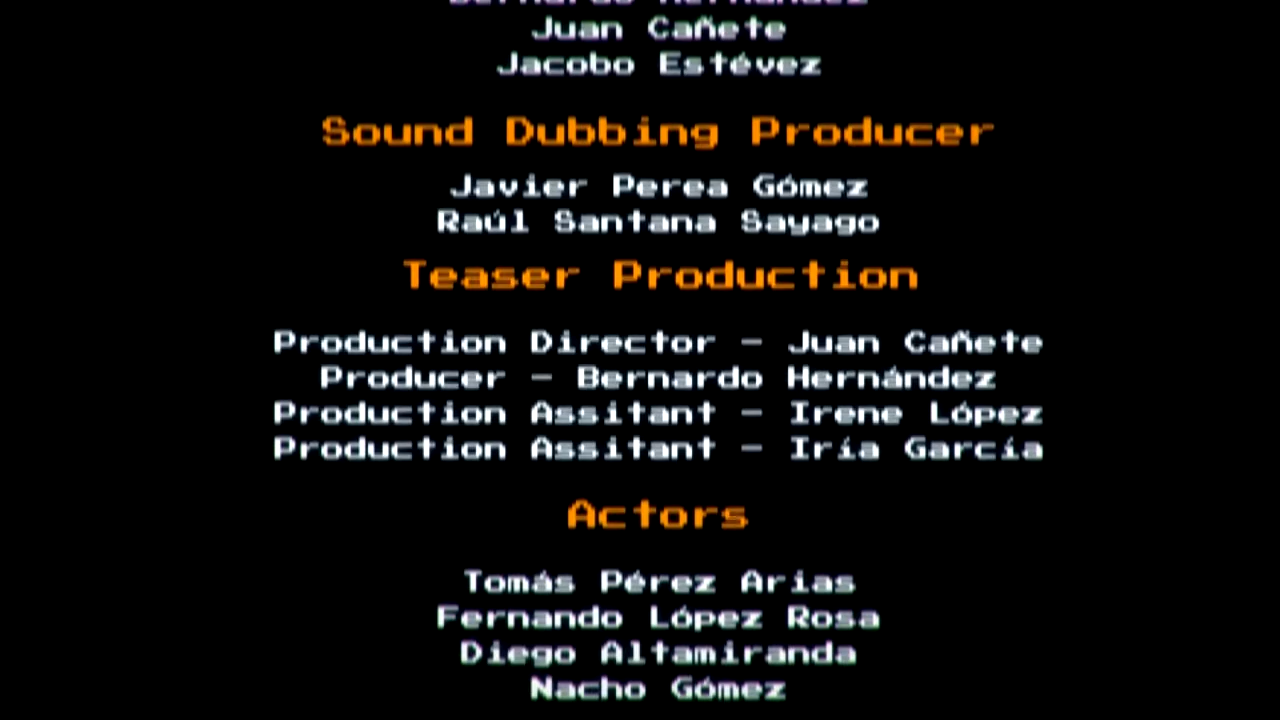 Bernardo Hernández
Juan Cañete
Jacobo Estévez
Sound Dubbing Producer
Javier Perea Gómez
Raúl Santana Sayago
Teaser Production
Production Director - Juan Cañete
Producer - Bernardo Hernández
Production Assitant - Irene López
Production Assitant - Iría García
Actors
Tomás Pérez Arias
Fernando López Rosa
Diego Altamiranda
Nacho Gómez